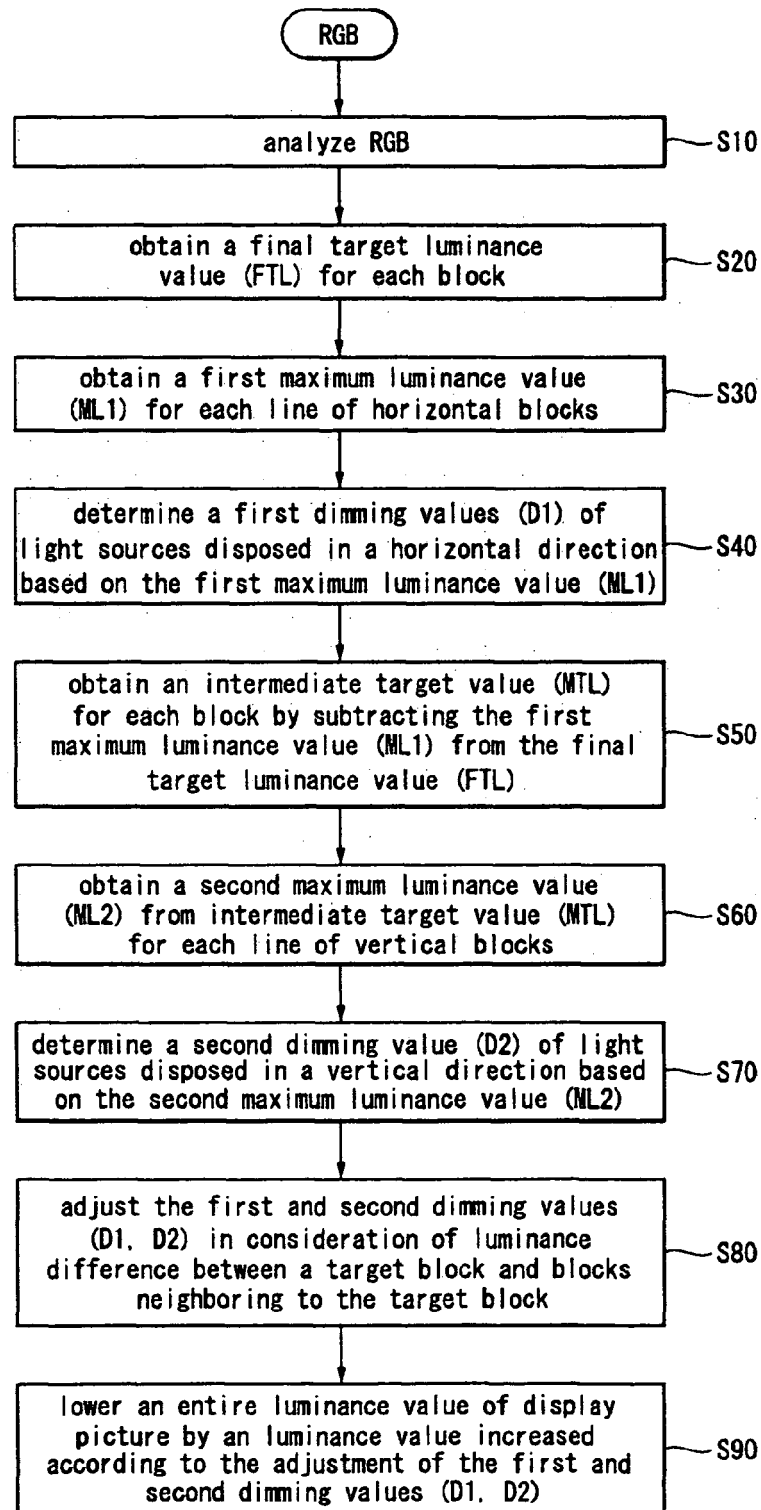 RGB
analyze RGB
S10
obtain a final target luminance
value (FTL) for each block
S20
obtain a first maximum luminance value
(ML1) for each line of horizontal blocks
S30
determine a first dimming values (D1) of
light sources disposed in a horizontal direction
based on the first maximum luminance value (ML1)
S40
obtain an intermediate target value (MTL)
for each block by subtracting the first
maximum luminance value (ML1) from the final
target luminance value (FTL)
S50
obtain a second maximum luminance value
(ML2) from intermediate target value (MTL)
for each line of vertical blocks
S60
determine a second dimming value (D2) of light
sources disposed in a vertical direction based
on the second maximum luminance value (ML2)
S70
adjust the first and second dimming values
(D1, D2) in consideration of luminance
difference between a target block and blocks
neighboring to the target block
S80
lower an entire luminance value of display
picture by an luminance value increased
according to the adjustment of the first and
second dimming values (D1, D2)
S90